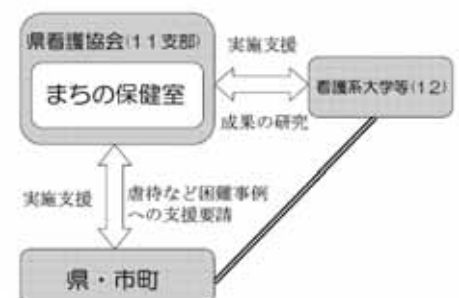 県看護協会(11支部)
まちの保健室
実施支援
成果の研究
看護系大学等(12)
実施支援
虐待など困難事例
への支援要請
県・市町